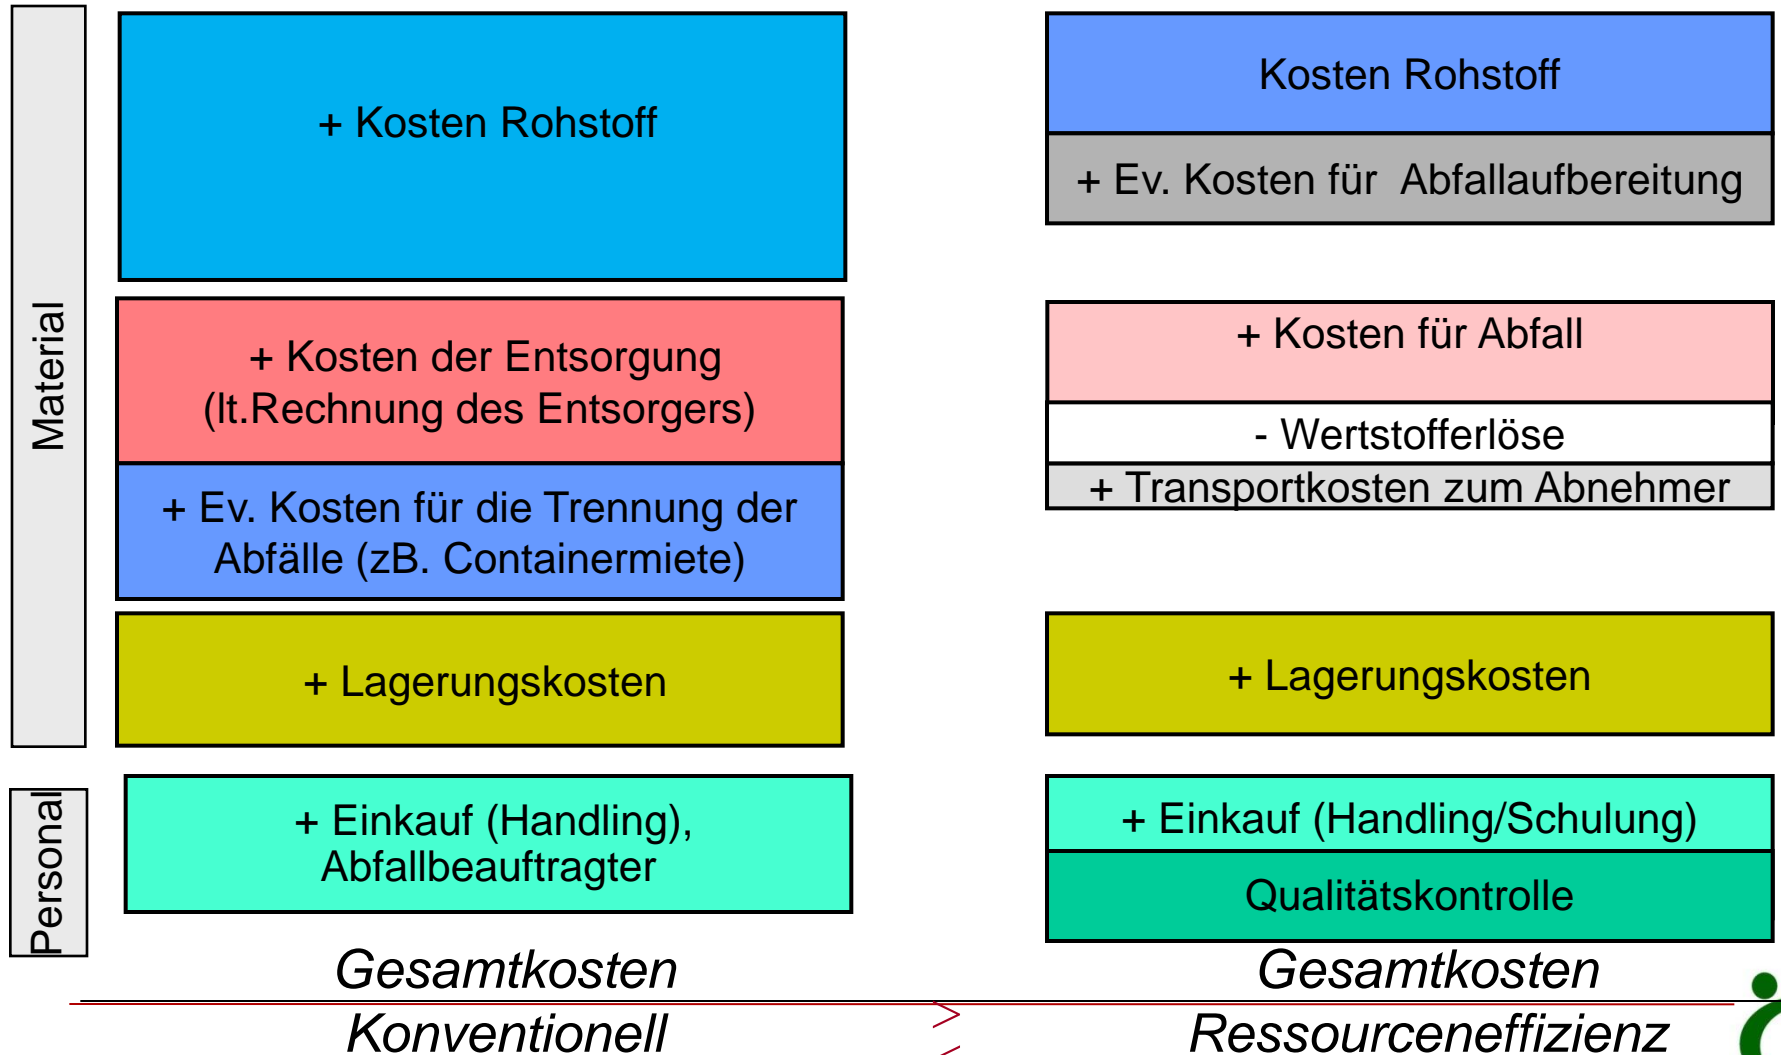 Material
+ Kosten Rohstoff
+ Kosten der Entsorgung
(lt.Rechnung des Entsorgers)
+ Ev. Kosten für die Trennung der
Abfälle (zB. Containermiete)
+ Lagerungskosten
Personal
+ Einkauf (Handling),
Abfallbeauftragter
Gesamtkosten
Konventionell
>
Kosten Rohstoff
+ Ev. Kosten für  Abfallaufbereitung
+ Kosten für Abfall
- Wertstofferlöse
+ Transportkosten zum Abnehmer
+ Lagerungskosten
+ Einkauf (Handling/Schulung)
Qualitätskontrolle
Gesamtkosten
Ressourceneffizienz